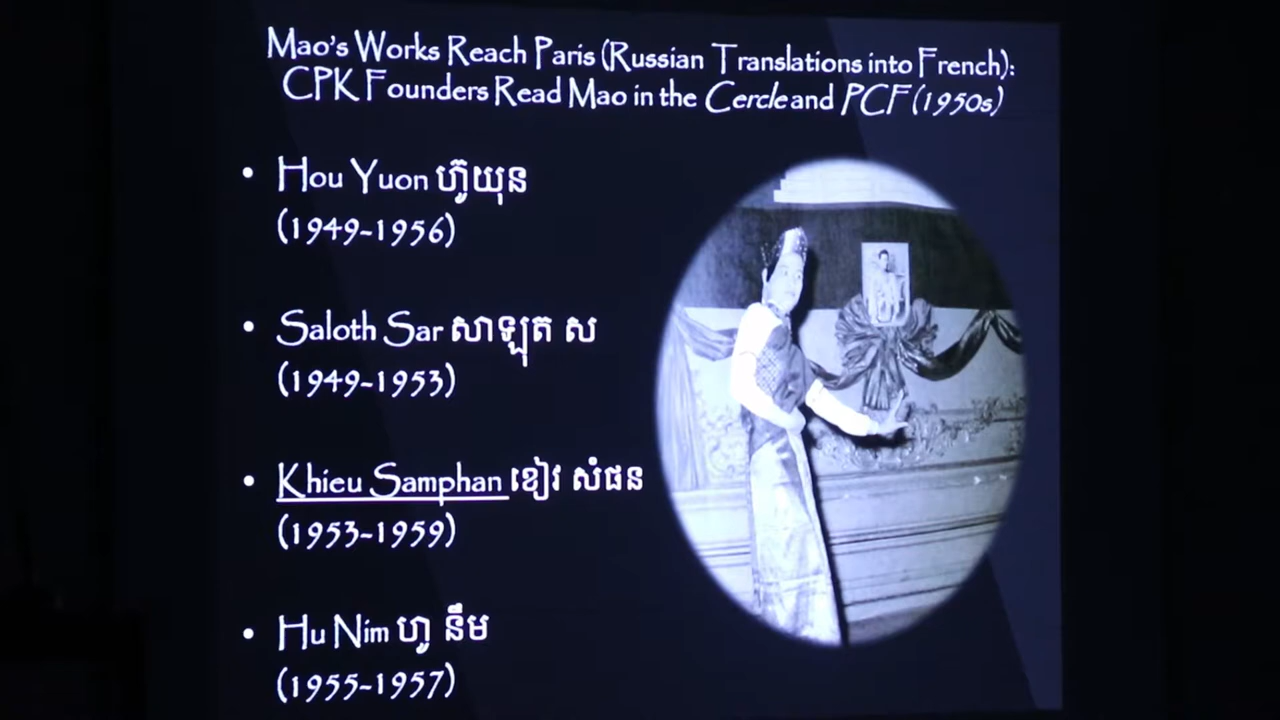 Mao's Works Reach Paris (Russian Translations into French):
CPK Founders Read Mao in the Cercle and PCF (1950s)
• Hou Yuon ហ៊ូយុន
(1949-1956)
• Saloth Sar សាឡុត ស
(1949-1953)
• Khieu Samphan ខៀវ សំផន
(1953-1959)
• Hu Nim ហូ នឹម
(1955-1957)